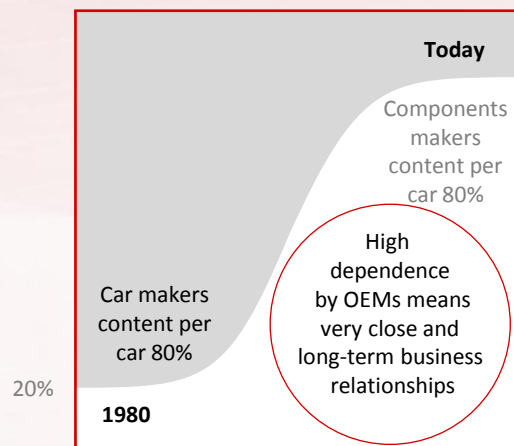 Today
Components
makers
content per
car 80%
High
dependence
by OEMs means
very close and
long-term business
relationships
Car makers
content per
car 80%
20%
1980